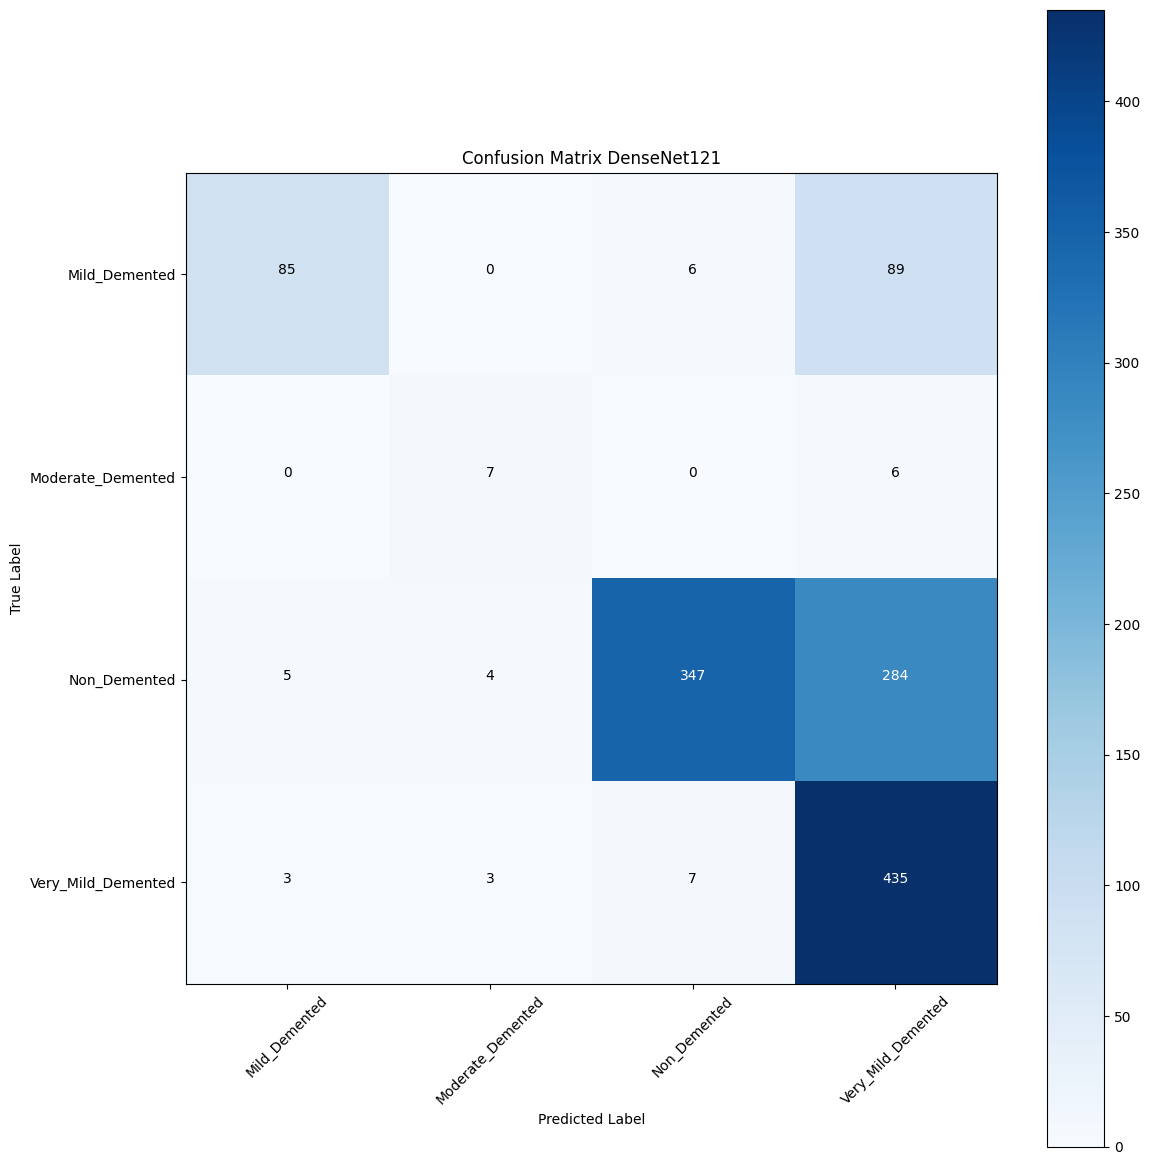 Confusion Matrix DenseNet121
True Label
Mild_Demented 85 0 6 89
Moderate_Demented 0 7 0 6
Non_Demented 5 4 347 284
Very_Mild_Demented 3 3 7 435
Mild_Demented Moderate_Demented Non_Demented Very_Mild_Demented
Predicted Label
400
350
300
250
200
150
100
50
0